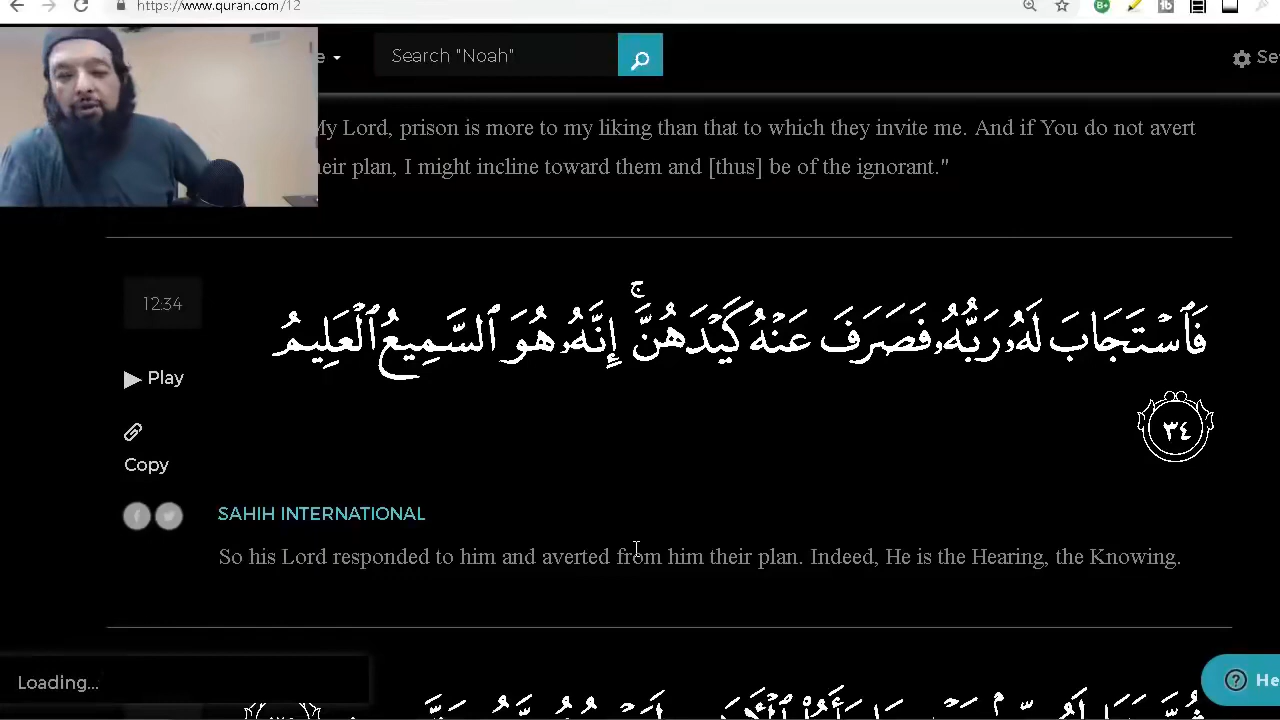 https://www.quran.com/12
B+
Search "Noah"
My Lord, prison is more to my liking than that to which they invite me. And if You do not avert
their plan, I might incline toward them and [thus] be of the ignorant."
12:34
فَٱسْتَجَابَ لَهُۥ رَبُّهُۥ فَصَرَفَ عَنْهُ كَيْدَهُنَّ ۚ إِنَّهُۥ هُوَ ٱلسَّمِيعُ ٱلْعَلِيمُ
٣٤
Play
Copy
SAHIH INTERNATIONAL
So his Lord responded to him and averted from him their plan. Indeed, He is the Hearing, the Knowing.
Loading...